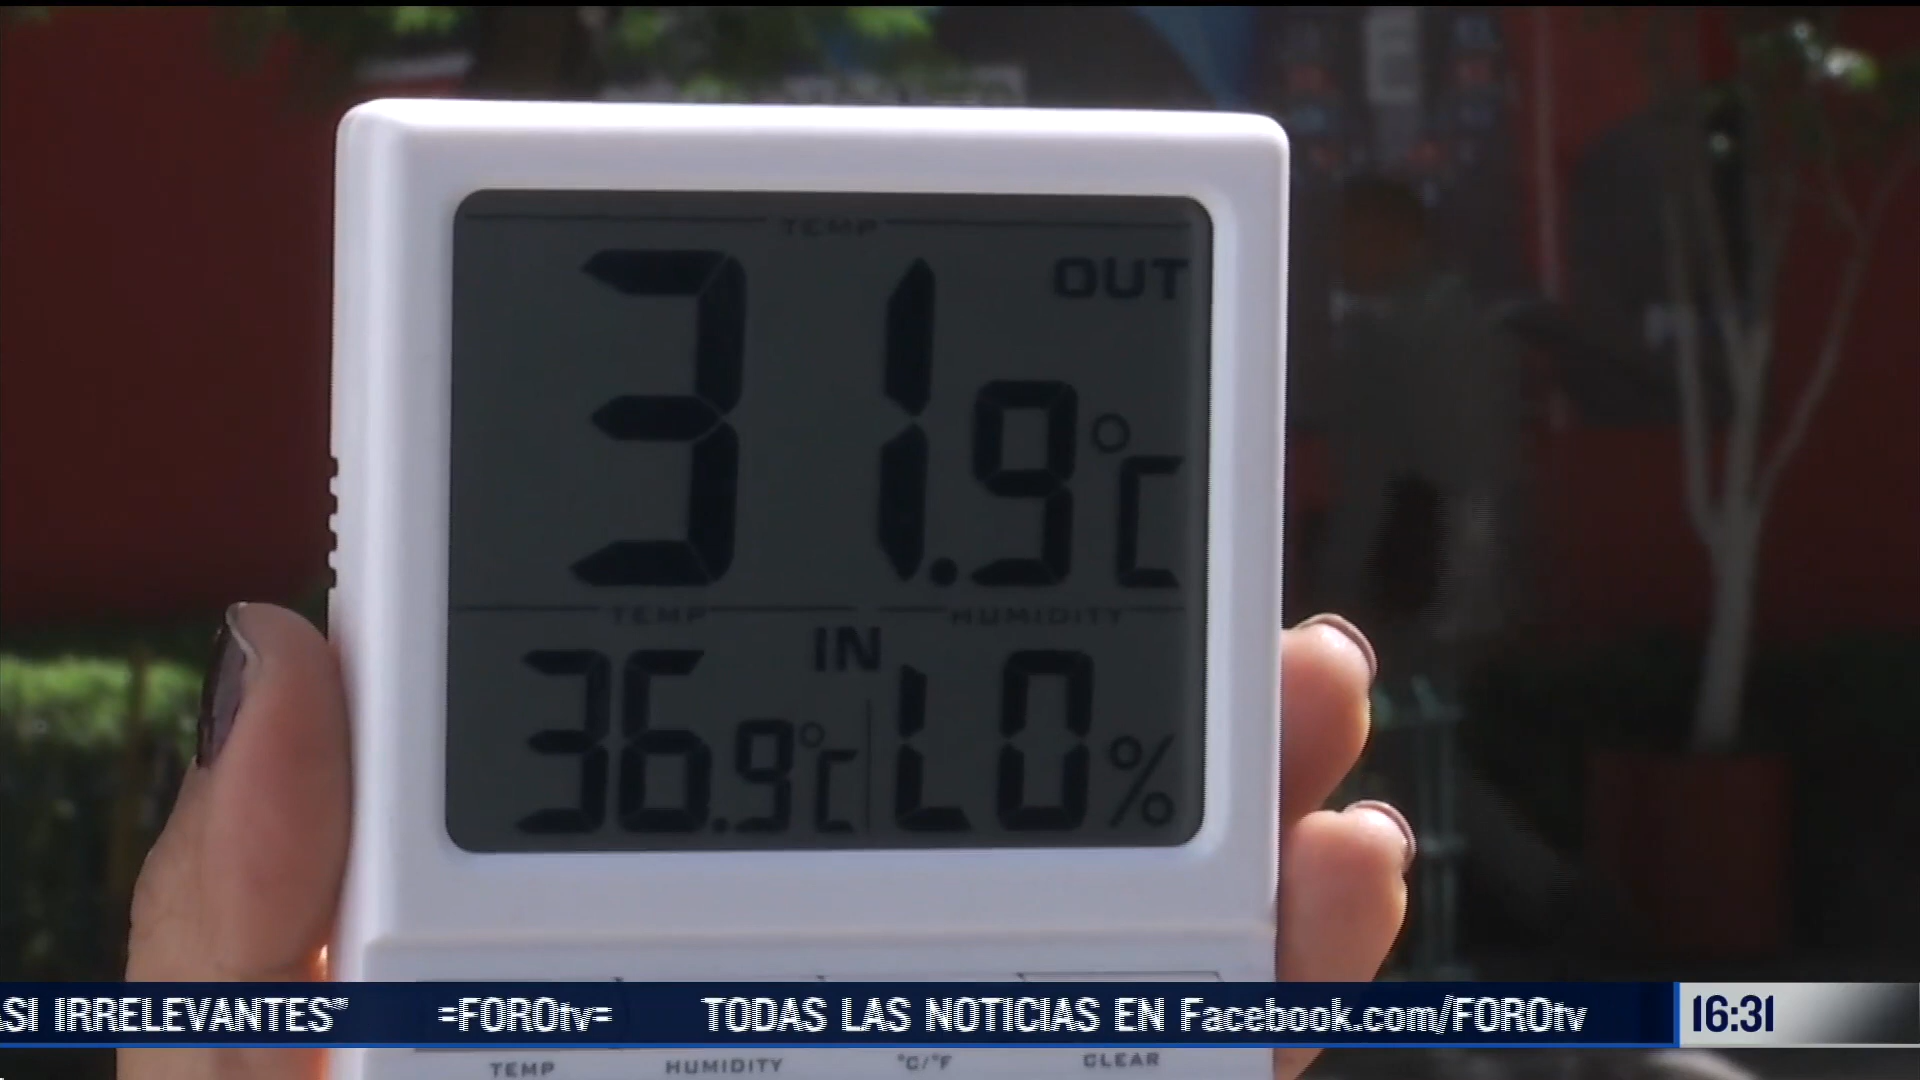 TEMP
OUT
31.9°C
TEMP
HUMIDITY
IN
36.9°C
LO%
ASI IRRELEVANTES" =FOROtv= TODAS LAS NOTICIAS EN Facebook.com/FOROtv
16:31
TEMP HUMIDITY °C/°F CLEAR